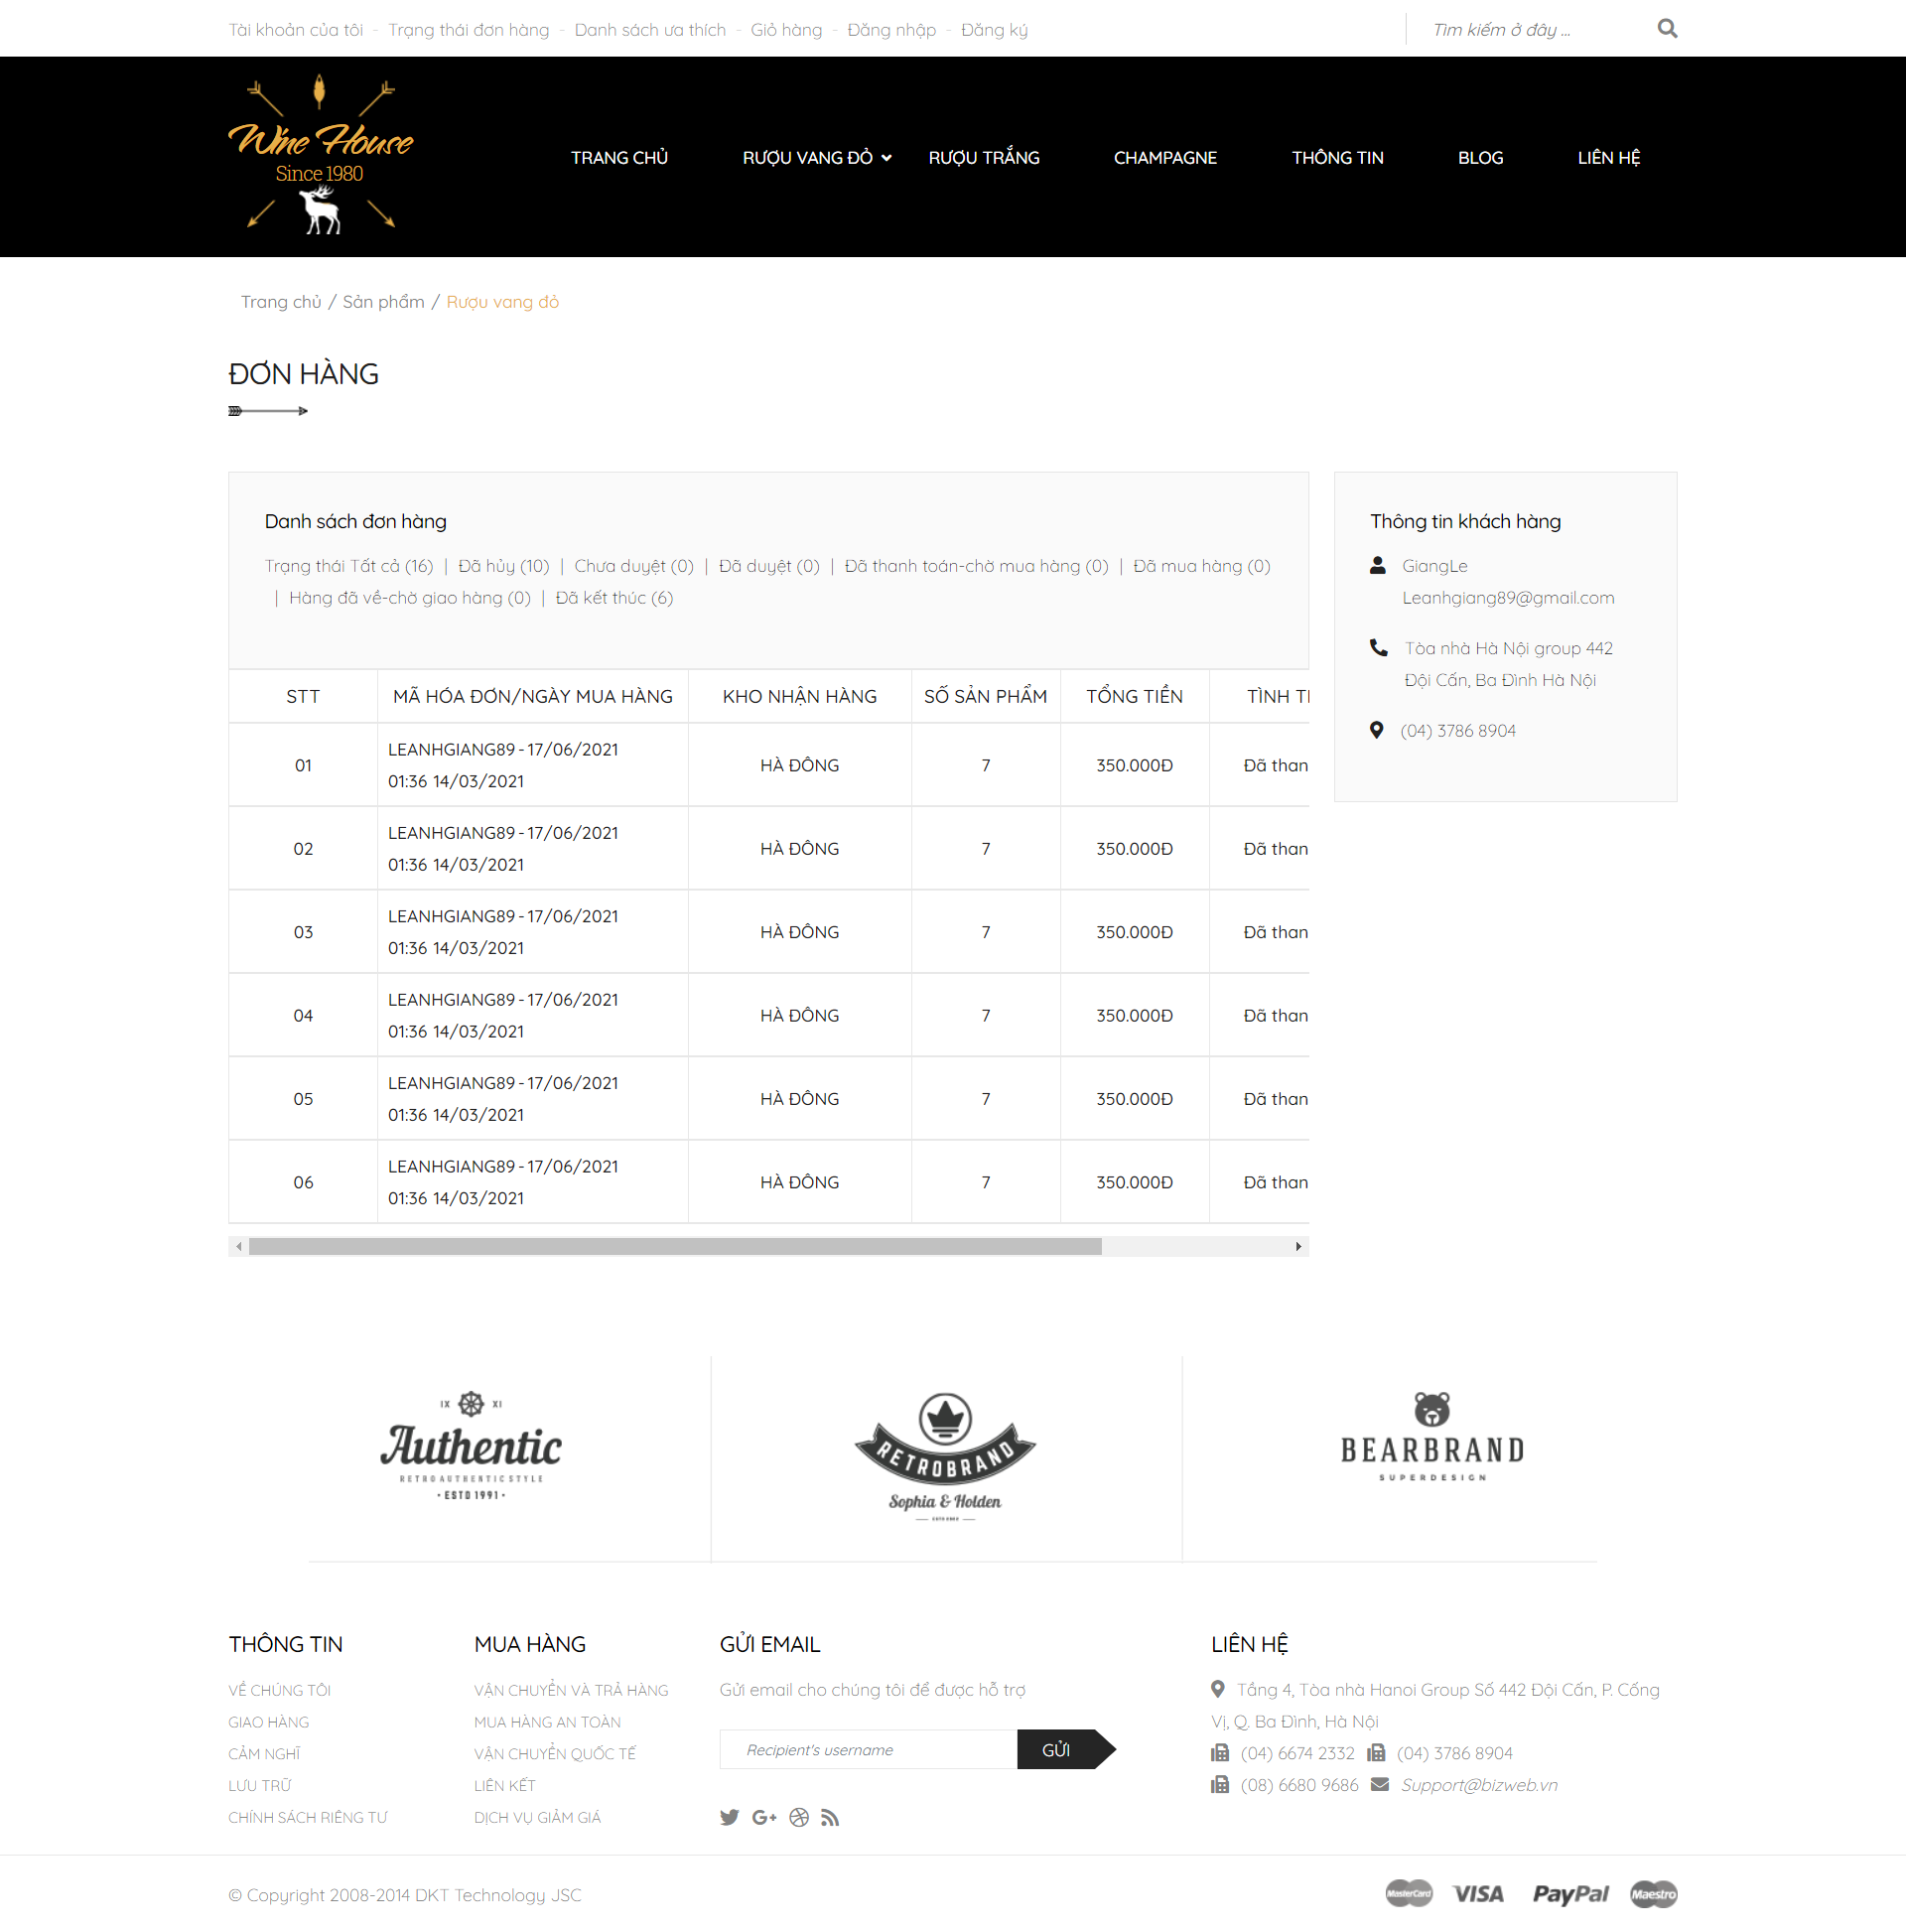 Tài khoản của tôi - Trạng thái đơn hàng - Danh sách ưa thích - Giỏ hàng - Đăng nhập - Đăng ký
Tìm kiếm ở đây ...
Wine House
Since 1980
TRANG CHỦ
RƯỢU VANG ĐỎ
RƯỢU TRẮNG
CHAMPAGNE
THÔNG TIN
BLOG
LIÊN HỆ
Trang chủ / Sản phẩm / Rượu vang đỏ
ĐƠN HÀNG
Danh sách đơn hàng
Trạng thái Tất cả (16) | Đã hủy (10) | Chưa duyệt (0) | Đã duyệt (0) | Đã thanh toán-chờ mua hàng (0) | Đã mua hàng (0)
| Hàng đã về-chờ giao hàng (0) | Đã kết thúc (6)
Thông tin khách hàng
GiangLe
Leanhgiang89@gmail.com
Tòa nhà Hà Nội group 442
Đội Cấn, Ba Đình Hà Nội
(04) 3786 8904
STT MÃ HÓA ĐƠN/NGÀY MUA HÀNG KHO NHẬN HÀNG SỐ SẢN PHẨM TỔNG TIỀN TÌNH TI
01 LEANHGIANG89 - 17/06/2021 HÀ ĐÔNG 7 350.000Đ Đã than
01:36 14/03/2021
02 LEANHGIANG89 - 17/06/2021 HÀ ĐÔNG 7 350.000Đ Đã than
01:36 14/03/2021
03 LEANHGIANG89 - 17/06/2021 HÀ ĐÔNG 7 350.000Đ Đã than
01:36 14/03/2021
04 LEANHGIANG89 - 17/06/2021 HÀ ĐÔNG 7 350.000Đ Đã than
01:36 14/03/2021
05 LEANHGIANG89 - 17/06/2021 HÀ ĐÔNG 7 350.000Đ Đã than
01:36 14/03/2021
06 LEANHGIANG89 - 17/06/2021 HÀ ĐÔNG 7 350.000Đ Đã than
01:36 14/03/2021
IX XI
Authentic
RETROAUTHENTICSTYLE
• ESTD 1991 •
RETROBRAND
Sophia & Holden
BEARBRAND
SUPERDESIGN
THÔNG TIN
VỀ CHÚNG TÔI
GIAO HÀNG
CẢM NGHĨ
LƯU TRỮ
CHÍNH SÁCH RIÊNG TƯ
MUA HÀNG
VẬN CHUYỂN VÀ TRẢ HÀNG
MUA HÀNG AN TOÀN
VẬN CHUYỂN QUỐC TẾ
LIÊN KẾT
DỊCH VỤ GIẢM GIÁ
GỬI EMAIL
Gửi email cho chúng tôi để được hỗ trợ
Recipient's username
GỬI
LIÊN HỆ
Tầng 4, Tòa nhà Hanoi Group Số 442 Đội Cấn, P. Cống
Vị, Q. Ba Đình, Hà Nội
(04) 6674 2332 (04) 3786 8904
(08) 6680 9686 Support@bizweb.vn
© Copyright 2008-2014 DKT Technology JSC
MasterCard VISA PayPal Maestro